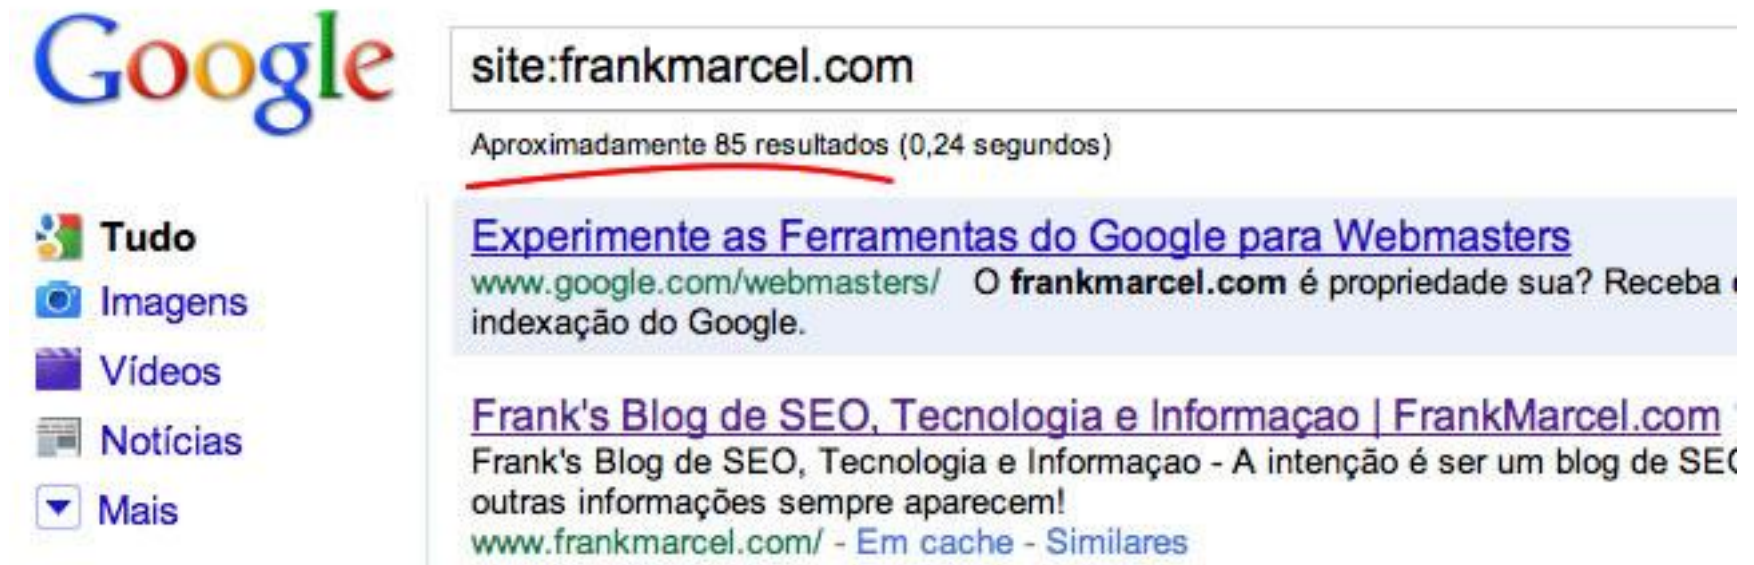 Google
site:frankmarcel.com
Aproximadamente 85 resultados (0,24 segundos)
Tudo
Imagens
Vídeos
Notícias
Mais
Experimente as Ferramentas do Google para Webmasters
www.google.com/webmasters/ O frankmarcel.com é propriedade sua? Receba
indexação do Google.
Frank's Blog de SEO, Tecnologia e Informaçao | FrankMarcel.com
Frank's Blog de SEO, Tecnologia e Informaçao - A intenção é ser um blog de SEO
outras informações sempre aparecem!
www.frankmarcel.com/ - Em cache - Similares